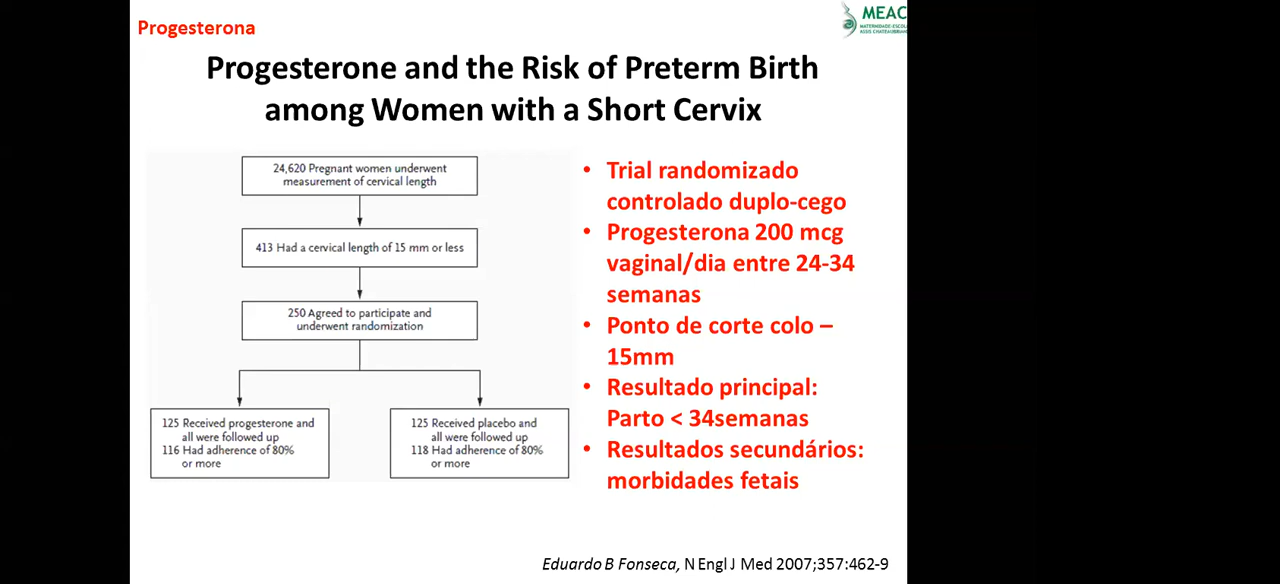 Progesterona
MEAC
MATERNIDADE-ESCOLA
ASSIS CHATEAUBRIAND
Progesterone and the Risk of Preterm Birth
among Women with a Short Cervix
24,620 Pregnant women underwent
measurement of cervical length
413 Had a cervical length of 15 mm or less
250 Agreed to participate and
underwent randomization
125 Received progesterone and
all were followed up
116 Had adherence of 80%
or more
125 Received placebo and
all were followed up
118 Had adherence of 80%
or more
• Trial randomizado
controlado duplo-cego
• Progesterona 200 mcg
vaginal/dia entre 24-34
semanas
• Ponto de corte colo –
15mm
• Resultado principal:
Parto < 34semanas
• Resultados secundários:
morbidades fetais
Eduardo B Fonseca, N Engl J Med 2007;357:462-9